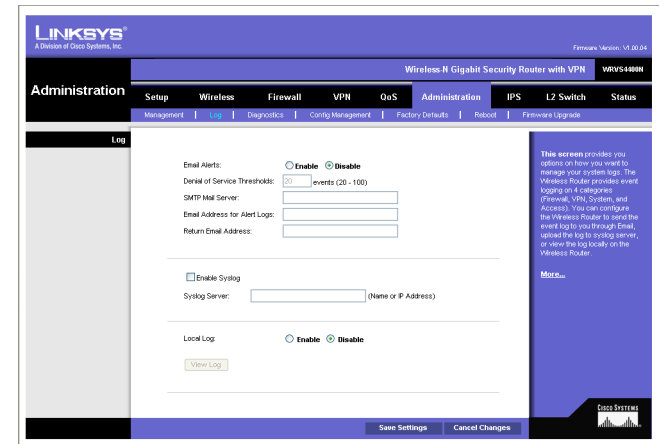 LINKSYS®
A Division of Cisco Systems, Inc.
Firmware Version: V1.00.04
Wireless-N Gigabit Security Router with VPN WRVS4400N
Administration
Setup Wireless Firewall VPN QoS Administration IPS L2 Switch Status
Management | Log | Diagnostics | Config Management | Factory Defaults | Reboot | Firmware Upgrade
Log
Email Alerts: Enable Disable
Denial of Service Thresholds: 20 events (20 - 100)
SMTP Mail Server:
Email Address for Alert Logs:
Return Email Address:
Enable Syslog
Syslog Server: (Name or IP Address)
Local Log: Enable Disable
View Log
This screen provides you
options on how you want to
manage your system logs. The
Wireless Router provides event
logging on 4 categories
(Firewall, VPN, System, and
Access). You can configure
the Wireless Router to send the
event log to you through Email,
upload the log to syslog server,
or view the log locally on the
Wireless Router.
More...
Save Settings Cancel Changes
CISCO SYSTEMS